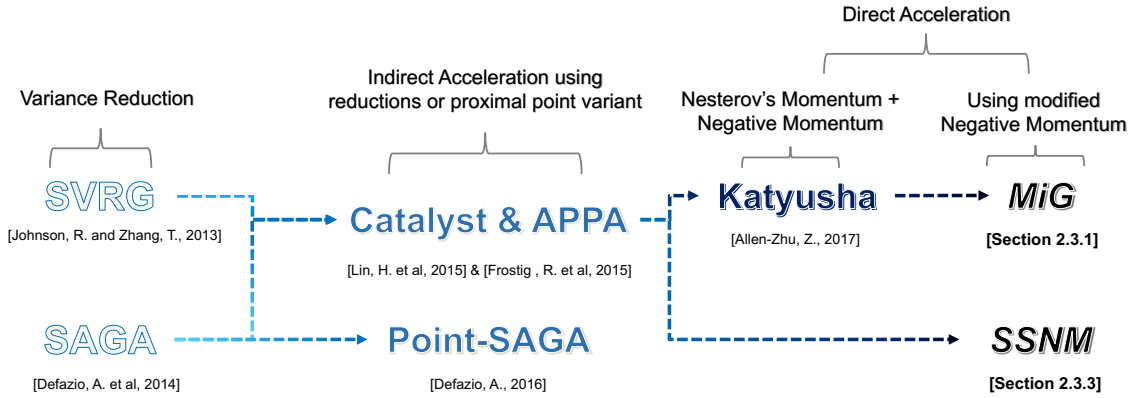 Direct Acceleration
Variance Reduction
Indirect Acceleration using
reductions or proximal point variant
Nesterov's Momentum +
Negative Momentum
Using modified
Negative Momentum
SVRG
Catalyst & APPA
Katyusha
MiG
[Johnson, R. and Zhang, T., 2013]
[Lin, H. et al, 2015] & [Frostig , R. et al, 2015]
[Allen-Zhu, Z., 2017]
[Section 2.3.1]
SAGA
Point-SAGA
SSNM
[Defazio, A. et al, 2014]
[Defazio, A., 2016]
[Section 2.3.3]